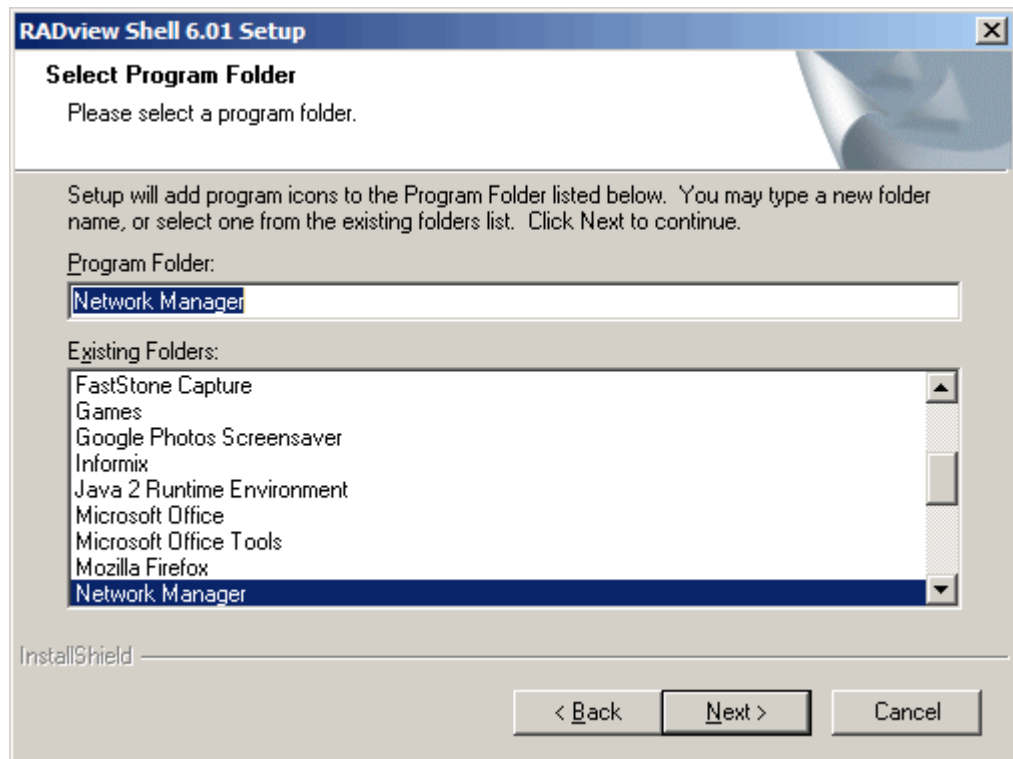 RADview Shell 6.01 Setup
Select Program Folder
Please select a program folder.
Setup will add program icons to the Program Folder listed below.  You may type a new folder
name, or select one from the existing folders list.  Click Next to continue.
Program Folder:
Network Manager
Existing Folders:
FastStone Capture
Games
Google Photos Screensaver
Informix
Java 2 Runtime Environment
Microsoft Office
Microsoft Office Tools
Mozilla Firefox
Network Manager
InstallShield
< Back
Next >
Cancel